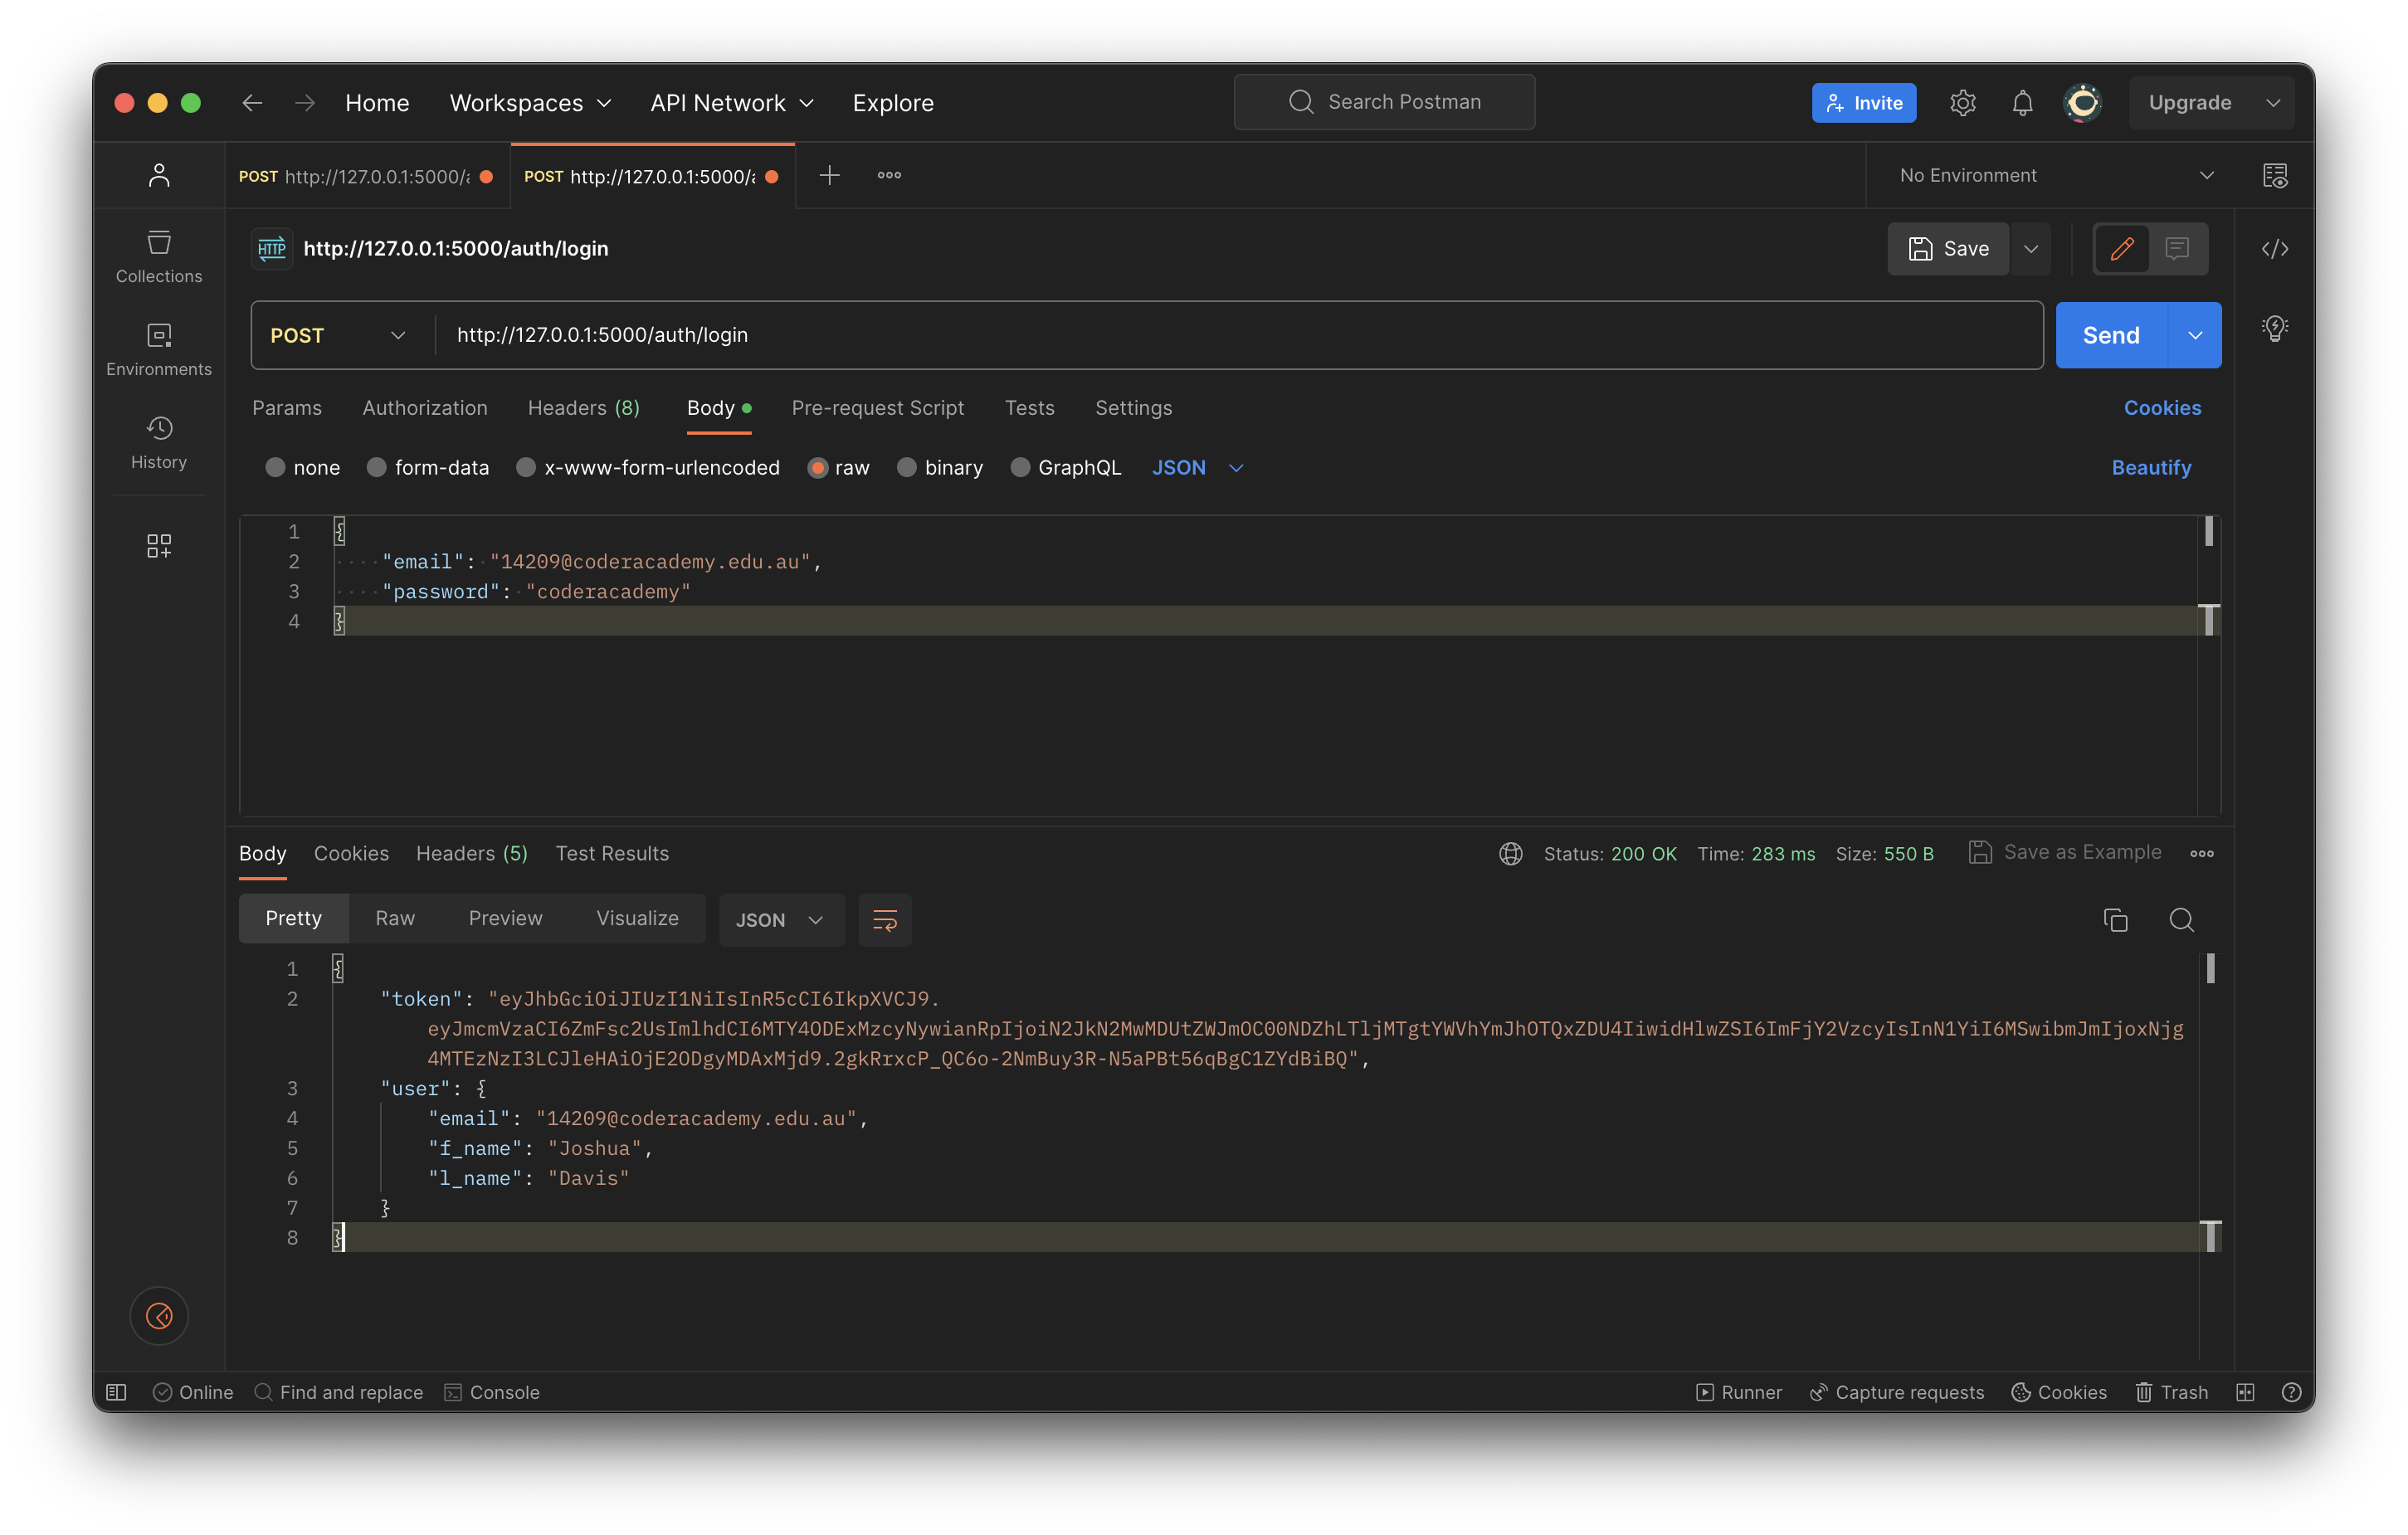 Home Workspaces API Network Explore Search Postman Invite Upgrade
POST http://127.0.0.1:5000/a POST http://127.0.0.1:5000/a No Environment
Collections
Environments
History
HTTP http://127.0.0.1:5000/auth/login Save
POST http://127.0.0.1:5000/auth/login Send
Params Authorization Headers (8) Body Pre-request Script Tests Settings Cookies
none form-data x-www-form-urlencoded raw binary GraphQL JSON Beautify
1 {
2 "email": "14209@coderacademy.edu.au",
3 "password": "coderacademy"
4 }
Body Cookies Headers (5) Test Results Status: 200 OK Time: 283 ms Size: 550 B Save as Example
Pretty Raw Preview Visualize JSON
1 {
2 "token": "eyJhbGciOiJIUzI1NiIsInR5cCI6IkpXVCJ9.
eyJmcmVzaCI6ZmFsc2UsImlhdCI6MTY4ODExMzcyNywianRpIjoiN2JkN2MwMDUtZWJmOC00NDZhLTljMTgtYWVhYmJhOTQxZDU4IiwidHlwZSI6ImFjY2VzcyIsInN1YiI6MSwibmJmIjoxNjg
4MTEzNzI3LCJleHAiOjE2ODgyMDAxMjd9.2gkRrxcP_QC6o-2NmBuy3R-N5aPBt56qBgC1ZYdBiBQ",
3 "user": {
4 "email": "14209@coderacademy.edu.au",
5 "f_name": "Joshua",
6 "l_name": "Davis"
7 }
8 }
Online Find and replace Console Runner Capture requests Cookies Trash